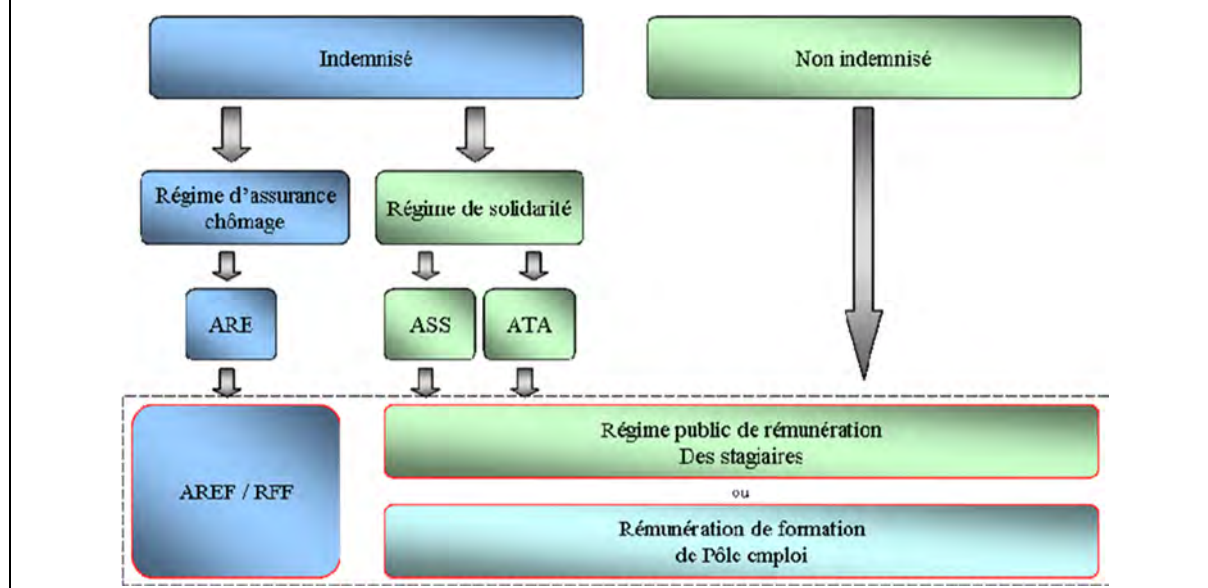 Indemnisé
Non indemnisé
Régime d'assurance
chômage
Régime de solidarité
ARE
ASS
ATA
AREF / RFF
Régime public de rémunération
Des stagiaires
ou
Rémunération de formation
de Pôle emploi